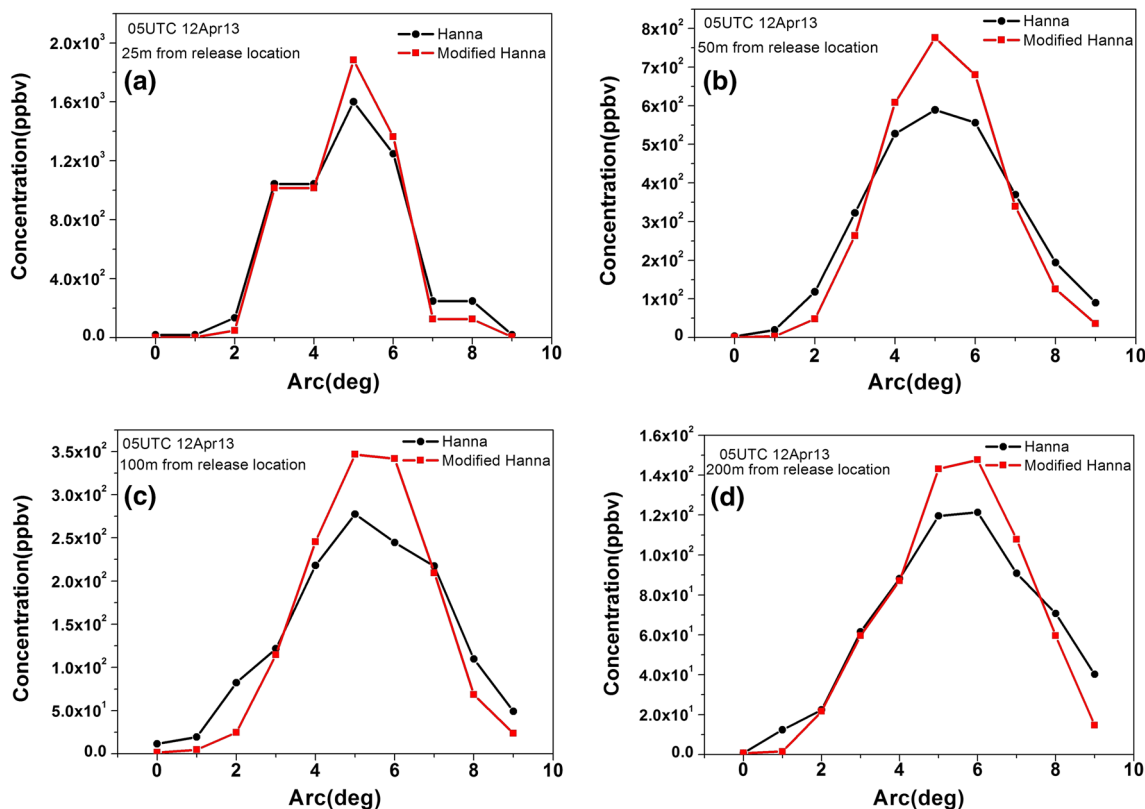 05UTC 12Apr13
25m from release location
(a)
Hanna
Modified Hanna
2.0x10³
1.6x10³
1.2x10³
8.0x10²
4.0x10²
0.0
Concentration(ppbv)
0 2 4 6 8 10
Arc(deg)
05UTC 12Apr13
50m from release location
(b)
Hanna
Modified Hanna
8x10²
7x10²
6x10²
5x10²
4x10²
3x10²
2x10²
1x10²
0
Concentration(ppbv)
0 2 4 6 8 10
Arc(deg)
05UTC 12Apr13
100m from release location
(c)
Hanna
Modified Hanna
3.5x10²
3.0x10²
2.5x10²
2.0x10²
1.5x10²
1.0x10²
5.0x10¹
0.0
Concentration(ppbv)
0 2 4 6 8 10
Arc(deg)
05UTC 12Apr13
200m from release location
(d)
Hanna
Modified Hanna
1.6x10²
1.4x10²
1.2x10²
1.0x10²
8.0x10¹
6.0x10¹
4.0x10¹
2.0x10¹
0.0
Concentration(ppbv)
0 2 4 6 8 10
Arc(deg)